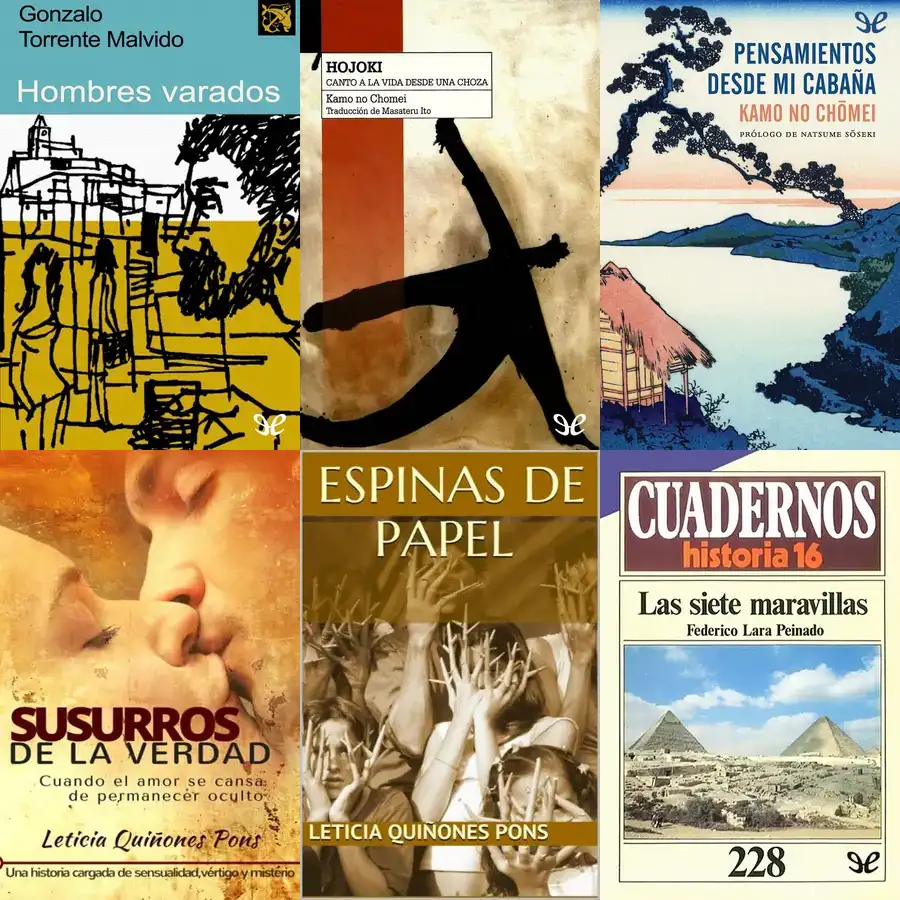 Gonzalo
Torrente Malvido
Hombres varados
HOJOKI
CANTO A LA VIDA DESDE UNA CHOZA
Kamo no Chomei
Traducción de Masateru Ito
PENSAMIENTOS
DESDE MI CABAÑA
KAMO NO CHŌMEI
PRÓLOGO DE NATSUME SŌSEKI
SUSURROS
DE LA VERDAD
Cuando el amor se cansa
de permanecer oculto
Leticia Quiñones Pons
Una historia cargada de sensualidad, vértigo y misterio
ESPINAS DE
PAPEL
LETICIA QUIÑONES PONS
CUADERNOS
historia 16
Las siete maravillas
Federico Lara Peinado
228